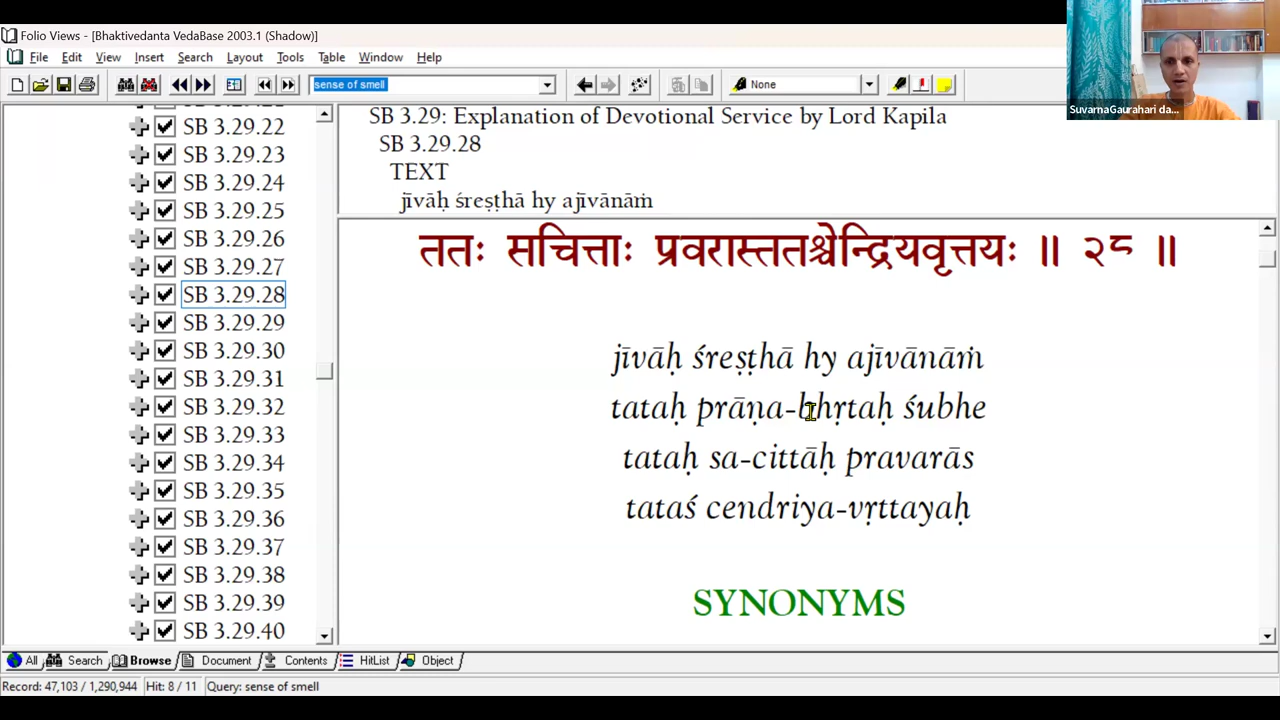 Folio Views - [Bhaktivedanta VedaBase 2003.1 (Shadow)]
File Edit View Insert Search Layout Tools Table Window Help
sense of smell
None
SuvarnaGaurahari da...
SB 3.29.22
SB 3.29.23
SB 3.29.24
SB 3.29.25
SB 3.29.26
SB 3.29.27
SB 3.29.28
SB 3.29.29
SB 3.29.30
SB 3.29.31
SB 3.29.32
SB 3.29.33
SB 3.29.34
SB 3.29.35
SB 3.29.36
SB 3.29.37
SB 3.29.38
SB 3.29.39
SB 3.29.40
SB 3.29: Explanation of Devotional Service by Lord Kapila
SB 3.29.28
TEXT
jīvāḥ śreṣṭhā hy ajīvānāṁ
ततः सचित्ताः प्रवरास्ततश्चेन्द्रियवृत्तयः ॥ २८ ॥
jīvāḥ śreṣṭhā hy ajīvānāṁ
tataḥ prāṇa-bhṛtaḥ śubhe
tataḥ sa-cittāḥ pravarās
tataś cendriya-vṛttayaḥ
SYNONYMS
All Search Browse Document Contents HitList Object
Record: 47,103 / 1,290,944 Hit: 8 / 11 Query: sense of smell